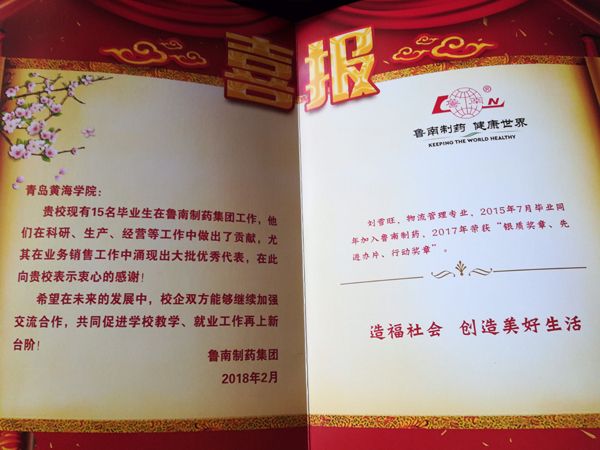 喜报
青岛黄海学院：
贵校现有15名毕业生在鲁南制药集团工作，他
们在科研、生产、经营等工作中做出了贡献，尤
其在业务销售工作中涌现出大批优秀代表，在此
向贵校表示衷心的感谢！
希望在未来的发展中，校企双方能够继续加强
交流合作，共同促进学校教学、就业工作再上新
台阶！
鲁南制药集团
2018年2月
LN
鲁南制药 健康世界
KEEPING THE WORLD HEALTHY
刘雪旺，物流管理专业，2015年7月毕业同
年加入鲁南制药，2017年荣获“银质奖章、先
进办片、行动奖章”。
造福社会 创造美好生活